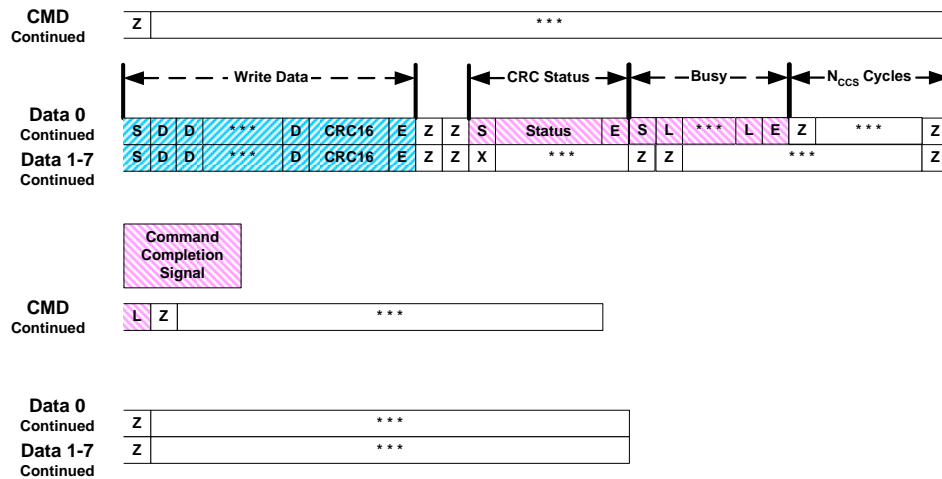 CMD
Continued
Z * * *
Write Data CRC Status Busy NCCS Cycles
Data 0
Continued
S D D * * * D CRC16 E Z Z S Status E S L * * * L E Z * * * Z
Data 1-7
Continued
S D D * * * D CRC16 E Z Z X * * * Z Z * * * Z
Command
Completion
Signal
CMD
Continued
L Z * * *
Data 0
Continued
Z * * *
Data 1-7
Continued
Z * * *